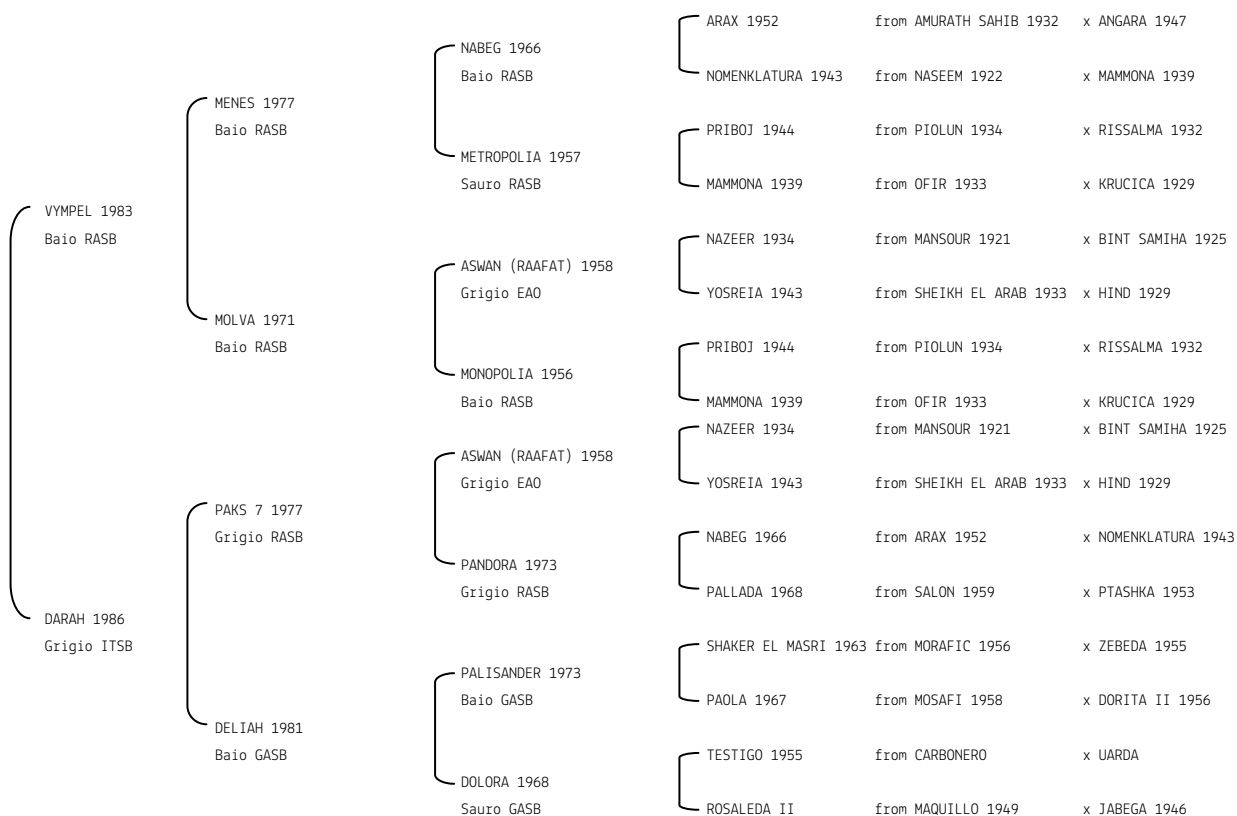 ARAX 1952 from AMURATH SAHIB 1932 x ANGARA 1947
NABEG 1966
Baio RASB
NOMENKLATURA 1943 from NASEEM 1922 x MAMMONA 1939
MENES 1977
Baio RASB
PRIBOJ 1944 from PIOLUN 1934 x RISSALMA 1932
METROPOLIA 1957
Sauro RASB
MAMMONA 1939 from OFIR 1933 x KRUCICA 1929
VYMPEL 1983
Baio RASB
NAZEER 1934 from MANSOUR 1921 x BINT SAMIHA 1925
ASWAN (RAAFAT) 1958
Grigio EAO
YOSREIA 1943 from SHEIKH EL ARAB 1933 x HIND 1929
MOLVA 1971
Baio RASB
PRIBOJ 1944 from PIOLUN 1934 x RISSALMA 1932
MONOPOLIA 1956
Baio RASB
MAMMONA 1939 from OFIR 1933 x KRUCICA 1929
NAZEER 1934 from MANSOUR 1921 x BINT SAMIHA 1925
ASWAN (RAAFAT) 1958
Grigio EAO
YOSREIA 1943 from SHEIKH EL ARAB 1933 x HIND 1929
PAKS 7 1977
Grigio RASB
NABEG 1966 from ARAX 1952 x NOMENKLATURA 1943
PANDORA 1973
Grigio RASB
PALLADA 1968 from SALON 1959 x PTASHKA 1953
DARAH 1986
Grigio ITSB
SHAKER EL MASRI 1963 from MORAFIC 1956 x ZEBEDA 1955
PALISANDER 1973
Baio GASB
PAOLA 1967 from MOSAFI 1958 x DORITA II 1956
DELIAH 1981
Baio GASB
TESTIGO 1955 from CARBONERO x UARDA
DOLORA 1968
Sauro GASB
ROSALEDA II from MAQUILLO 1949 x JABEGA 1946